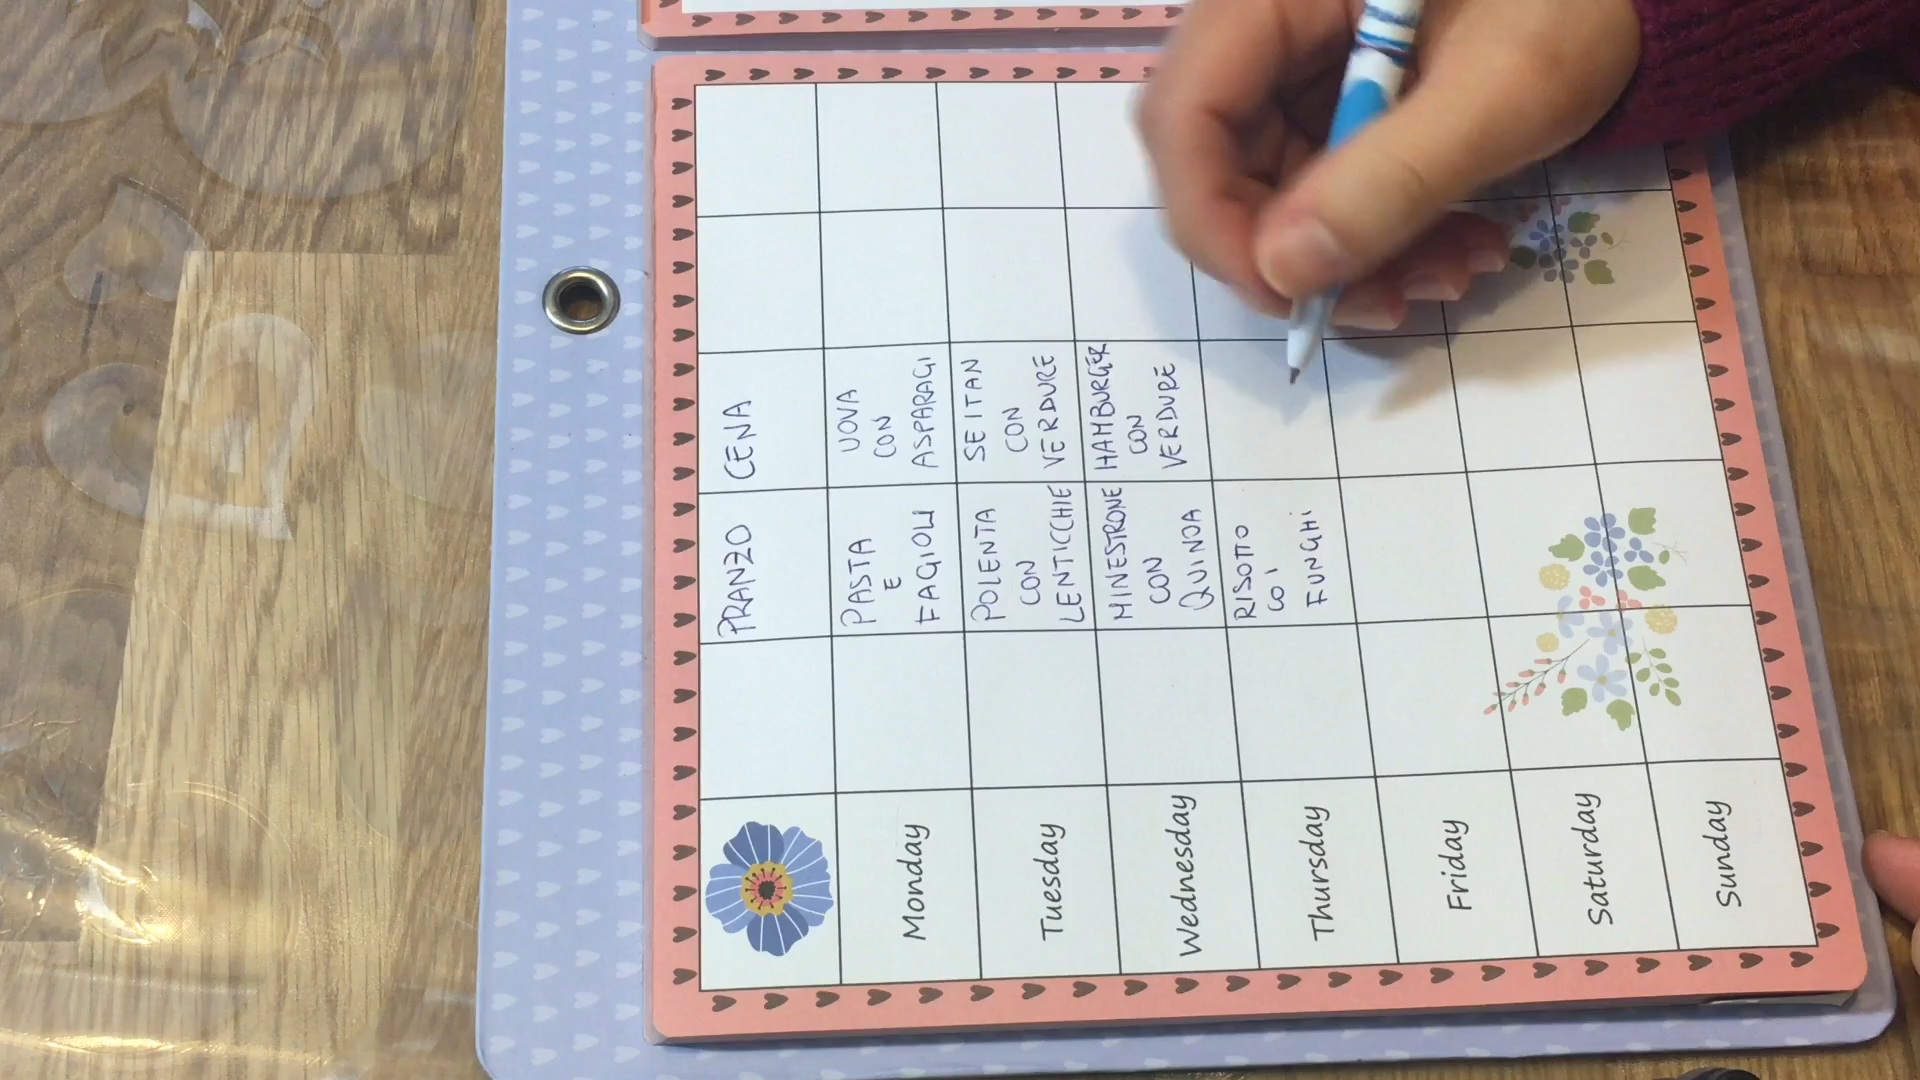 PRANZO
CENA
Monday
PASTA
E
FAGIOLI
UOVA
CON
ASPARAGI
Tuesday
POLENTA
CON
LENTICCHIE
SEITAN
CON
VERDURE
Wednesday
MINESTRONE
CON
QUINOA
HAMBURGER
CON
VERDURE
Thursday
RISOTTO
COI
FUNGHI
Friday
Saturday
Sunday